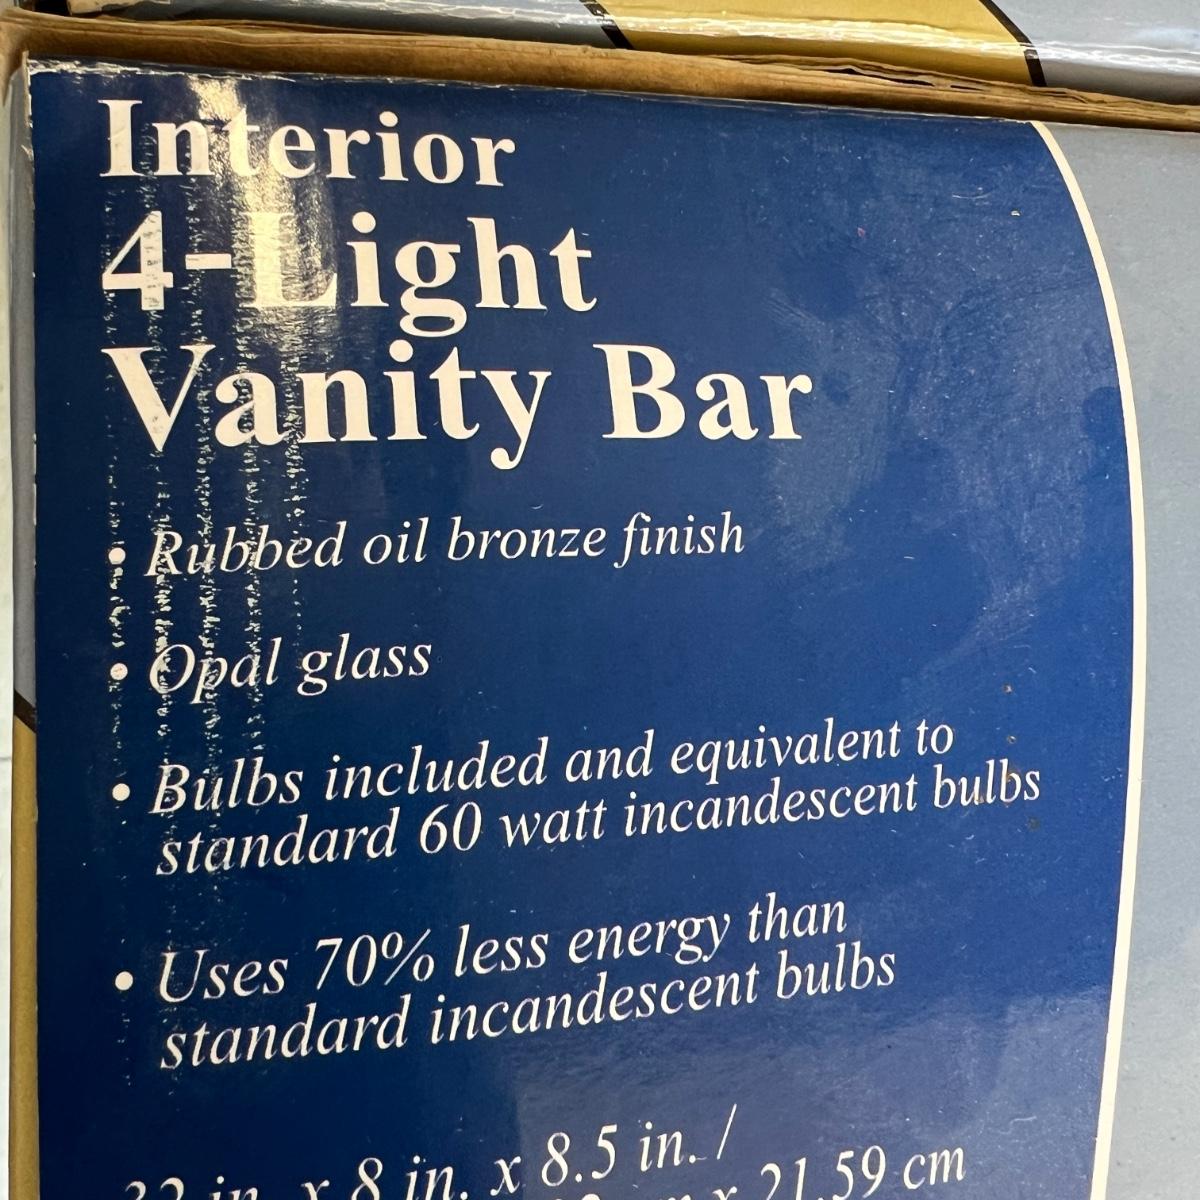 Interior
4-Light
Vanity Bar
• Rubbed oil bronze finish
• Opal glass
• Bulbs included and equivalent to
standard 60 watt incandescent bulbs
• Uses 70% less energy than
standard incandescent bulbs
in. x 8 in. x 8.5 in. /
x 21.59 cm